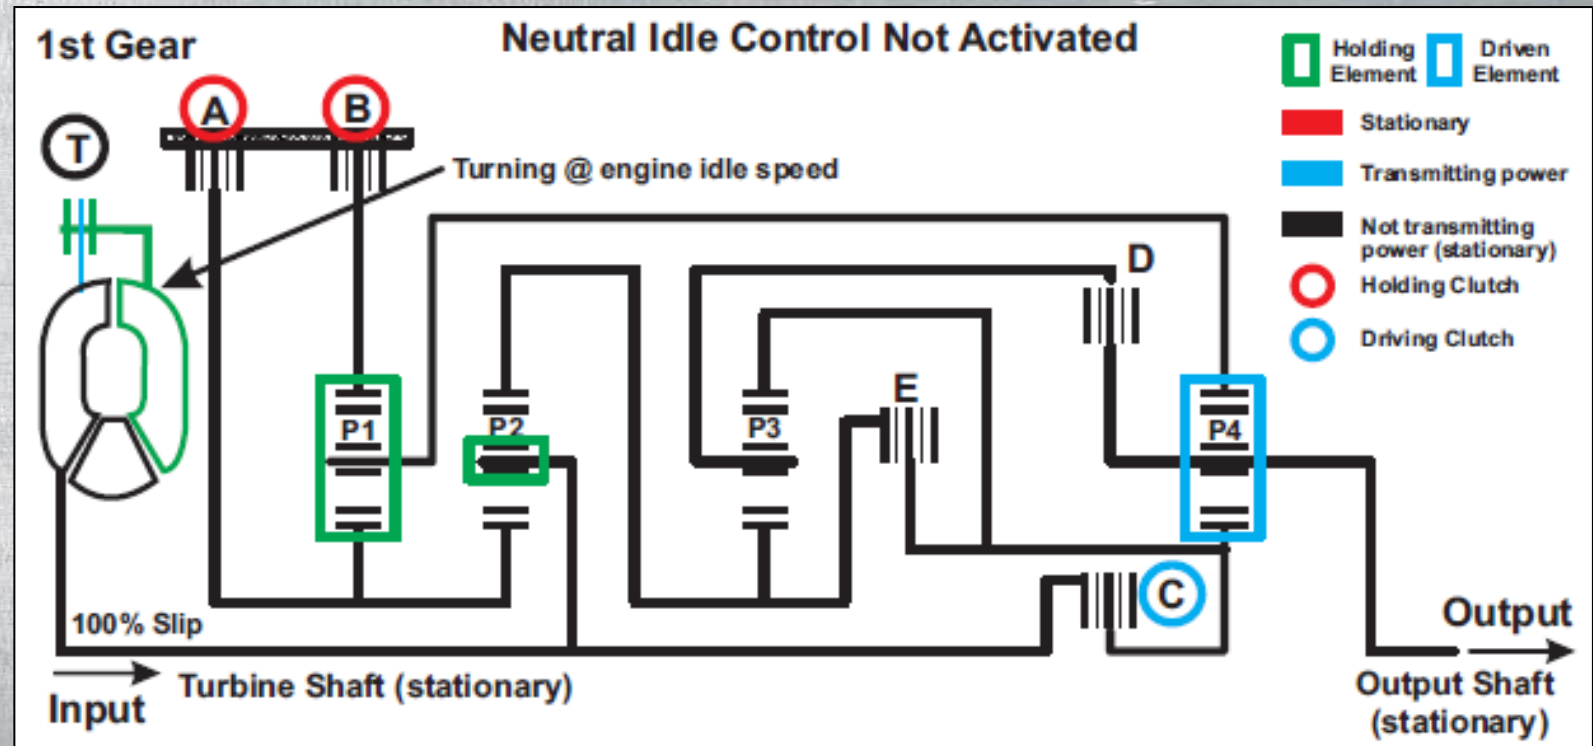 1st Gear
Neutral Idle Control Not Activated
Holding Element
Driven Element
A
B
T
Stationary
Turning @ engine idle speed
Transmitting power
Not transmitting
power (stationary)
D
Holding Clutch
Driving Clutch
E
P1
P2
P3
P4
C
100% Slip
Output
Input
Turbine Shaft (stationary)
Output Shaft
(stationary)